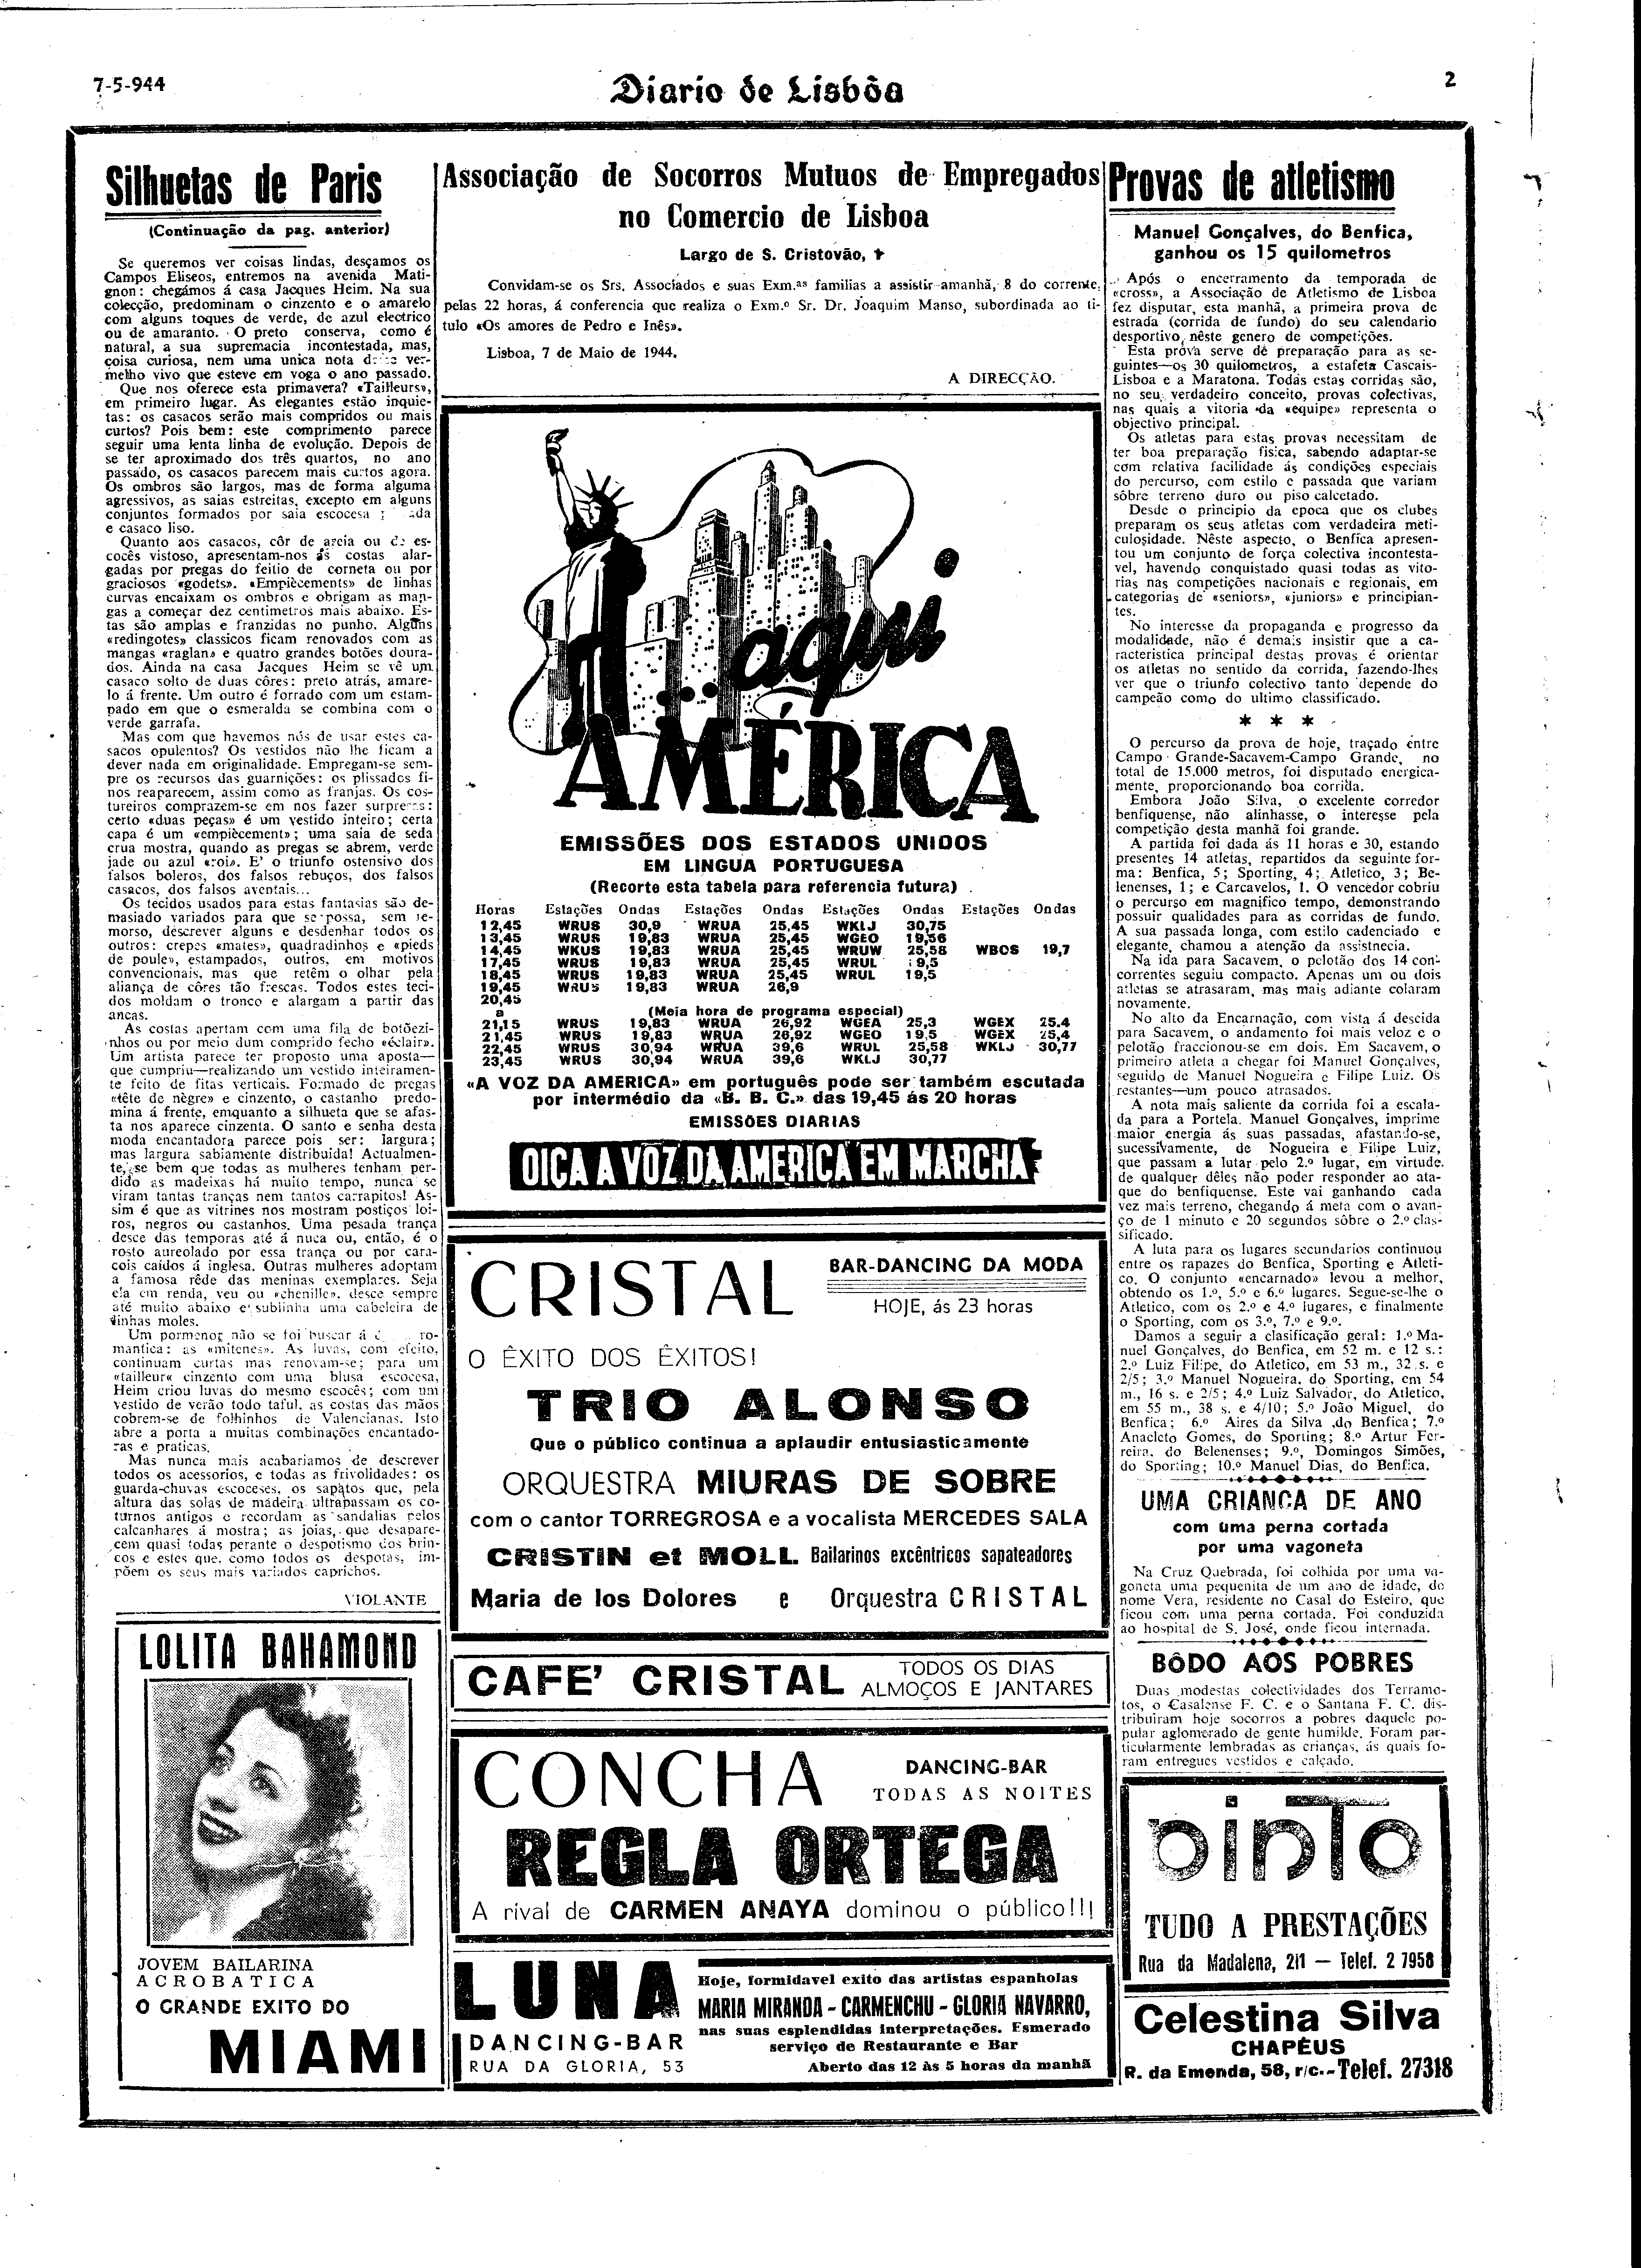 7-5-944
Diario de Lisbôa
2
Silhuetas de Paris
(Continuação da pag. anterior)
Se queremos ver coisas lindas, desçamos os
Campos Eliseos, entremos na avenida Mati-
gnon: chegámos á casa Jacques Heim. Na sua
colecção, predominam o cinzento e o amarelo
com alguns toques de verde, de azul electrico
ou de amaranto. O preto conserva, como é
natural, a sua supremacia incontestada, mas,
coisa curiosa, nem uma unica nota ver-
melho vivo que esteve em voga o ano passado.
Que nos oferece esta primavera? «Tailleurs»,
em primeiro lugar. As elegantes estão inquie-
tas: os casacos serão mais compridos ou mais
curtos? Pois bem: este comprimento parece
seguir uma lenta linha de evolução. Depois de
se ter aproximado dos três quartos, no ano
passado, os casacos parecem mais curtos agora.
Os ombros são largos, mas de forma alguma
agressivos, as saias estreitas, excepto em alguns
conjuntos formados por saia escocesa
e casaco liso.
Quanto aos casacos, côr de areia ou de es-
cocês vistoso, apresentam-nos ás costas alar-
gadas por pregas do feitio de corneta ou por
graciosos «godets». «Empiècements» de linhas
curvas encaixam os ombros e obrigam as man-
gas a começar dez centimetros mais abaixo. Es-
tas são amplas e franzidas no punho. Alguns
«redingotes» classicos ficam renovados com as
mangas «raglan» e quatro grandes botões doura-
dos. Ainda na casa Jacques Heim se vê um
casaco solto de duas côres: preto atrás, amare-
lo á frente. Um outro é forrado com um estam-
pado em que o esmeralda se combina com o
verde garrafa.
Mas com que havemos nós de usar estes ca-
sacos opulentos? Os vestidos não lhe ficam a
dever nada em originalidade. Empregam-se sem-
pre os recursos das guarnições: os plissados fi-
nos reaparecem, assim como as franjas. Os cos-
tureiros comprazem-se em nos fazer surpresas:
certo «duas peças» é um vestido inteiro; certa
capa é um «empiècement»; uma saia de seda
crua mostra, quando as pregas se abrem, verde
jade ou azul «roi». E' o triunfo ostensivo dos
falsos boleros, dos falsos rebuços, dos falsos
casacos, dos falsos aventais...
Os tecidos usados para estas fantasias são de-
masiado variados para que se possa, sem re-
morso, descrever alguns e desdenhar todos os
outros: crepes «mates», quadradinhos e «pieds
de poule», estampados, outros, em motivos
convencionais, mas que retêm o olhar pela
aliança de côres tão frescas. Todos estes teci-
dos moldam o tronco e alargam a partir das
ancas.
As costas apertam com uma fila de botõezi-
nhos ou por meio dum comprido fecho «éclair».
Um artista parece ter proposto uma aposta—
que cumpriu—realizando um vestido inteiramen-
te feito de fitas verticais. Formado de pregas
«tête de nègre» e cinzento, o castanho predo-
mina á frente, emquanto a silhueta que se afas-
ta nos aparece cinzenta. O santo e senha desta
moda encantadora parece pois ser: largura;
mas largura sabiamente distribuida! Actualmen-
te, se bem que todas as mulheres tenham per-
dido as madeixas há muito tempo, nunca se
viram tantas tranças nem tantos carrapitos! As-
sim é que as vitrines nos mostram postiços loi-
ros, negros ou castanhos. Uma pesada trança
desce das temporas até á nuca ou, então, é o
rosto aureolado por essa trança ou por cara-
cois caídos á inglesa. Outras mulheres adoptam
a famosa rêde das meninas exemplares. Seja
ela em renda, veu ou «chenille», desce sempre
até muito abaixo e sublinha uma cabeleira de
linhas moles.
Um pormenor não se foi buscar á ro-
mantica: as «mitenes». As luvas, com efeito,
continuam curtas mas renovam-se; para um
«tailleur« cinzento com uma blusa escocesa,
Heim criou luvas do mesmo escocês; com um
vestido de verão todo taful, as costas das mãos
cobrem-se de folhinhos de Valencianas. Isto
abre a porta a muitas combinações encantado-
ras e praticas.
Mas nunca mais acabariamos de descrever
todos os acessorios, e todas as frivolidades: os
guarda-chuvas escoceses, os sapatos que, pela
altura das solas de madeira ultrapassam os co-
turnos antigos e recordam as sandalias pelos
calcanhares á mostra; as joias, que desapare-
cem quasi todas perante o despotismo dos brin-
cos e estes que, como todos os despotas, im-
põem os seus mais variados caprichos.
VIOLANTE
LOLITA BAHAMOND
JOVEM BAILARINA
ACROBATICA
O GRANDE EXITO DO
MIAMI
Associação de Socorros Mutuos de Empregados
no Comercio de Lisboa
Largo de S. Cristovão, 1
Convidam-se os Srs. Associados e suas Exm.as familias a assistir amanhã, 8 do corrente,
pelas 22 horas, á conferencia que realiza o Exm.º Sr. Dr. Joaquim Manso, subordinada ao ti-
tulo «Os amores de Pedro e Inês».
Lisboa, 7 de Maio de 1944.
A DIRECÇÃO.
...aqui
AMÉRICA
EMISSÕES DOS ESTADOS UNIDOS
EM LINGUA PORTUGUESA
(Recorte esta tabela para referencia futura)
Horas Estações Ondas Estações Ondas Estações Ondas Estações Ondas
12,45 WRUS 30,9 WRUA 25,45 WKLJ 30,75
13,45 WRUS 19,83 WRUA 25,45 WGEO 19,56
14,45 WKUS 19,83 WRUA 25,45 WRUW 25,58 WBOS 19,7
17,45 WRUS 19,83 WRUA 25,45 WRUL 19,5
18,45 WRUS 19,83 WRUA 25,45 WRUL 19,5
19,45 WRUS 19,83 WRUA 26,9
20,45
a (Meia hora de programa especial)
21,15 WRUS 19,83 WRUA 26,92 WGEA 25,3 WGEX 25.4
21,45 WRUS 19,83 WRUA 26,92 WGEO 19,5 WGEX 25,4
22,45 WRUS 30,94 WRUA 39,6 WRUL 25,58 WKLJ 30,77
23,45 WRUS 30,94 WRUA 39,6 WKLJ 30,77
«A VOZ DA AMERICA» em português pode ser também escutada
por intermédio da «B. B. C.» das 19,45 ás 20 horas
EMISSÕES DIARIAS
OICA A VOZ DA AMERICA EM MARCHA
CRISTAL
BAR-DANCING DA MODA
HOJE, ás 23 horas
O ÊXITO DOS ÊXITOS!
TRIO ALONSO
Que o público continua a aplaudir entusiasticamente
ORQUESTRA MIURAS DE SOBRE
com o cantor TORREGROSA e a vocalista MERCEDES SALA
CRISTIN et MOLL Bailarinos excêntricos sapateadores
Maria de los Dolores e Orquestra CRISTAL
CAFE' CRISTAL
TODOS OS DIAS
ALMOÇOS E JANTARES
CONCHA
DANCING-BAR
TODAS AS NOITES
REGLA ORTEGA
A rival de CARMEN ANAYA dominou o público!!!
LUNA
DANCING-BAR
RUA DA GLORIA, 53
Hoje, formidavel exito das artistas espanholas
MARIA MIRANDA - CARMENCHU - GLORIA NAVARRO,
nas suas esplendidas interpretações. Esmerado
serviço de Restaurante e Bar
Aberto das 12 às 5 horas da manhã
Provas de atletismo
Manuel Gonçalves, do Benfica,
ganhou os 15 quilometros
Após o encerramento da temporada de
«cross», a Associação de Atletismo de Lisboa
fez disputar, esta manhã, a primeira prova de
estrada (corrida de fundo) do seu calendario
desportivo, nêste genero de competições.
Esta prova serve de preparação para as se-
guintes—os 30 quilometros, a estafeta Cascais-
Lisboa e a Maratona. Todas estas corridas são,
no seu verdadeiro conceito, provas colectivas,
nas quais a vitoria da «equipe» representa o
objectivo principal.
Os atletas para estas provas necessitam de
ter boa preparação fisica, sabendo adaptar-se
com relativa facilidade ás condições especiais
do percurso, com estilo e passada que variam
sôbre terreno duro ou piso calcetado.
Desde o principio da epoca que os clubes
preparam os seus atletas com verdadeira meti-
culosidade. Nêste aspecto, o Benfica apresen-
tou um conjunto de força colectiva incontesta-
vel, havendo conquistado quasi todas as vito-
rias nas competições nacionais e regionais, em
categorias de «seniors», «juniors» e principian-
tes.
No interesse da propaganda e progresso da
modalidade, não é demais insistir que a ca-
racteristica principal destas provas é orientar
os atletas no sentido da corrida, fazendo-lhes
ver que o triunfo colectivo tanto depende do
campeão como do ultimo classificado.
* * *
O percurso da prova de hoje, traçado entre
Campo Grande-Sacavem-Campo Grande, no
total de 15.000 metros, foi disputado energica-
mente, proporcionando boa corrida.
Embora João Silva, o excelente corredor
benfiquense, não alinhasse, o interesse pela
competição desta manhã foi grande.
A partida foi dada ás 11 horas e 30, estando
presentes 14 atletas, repartidos da seguinte for-
ma: Benfica, 5; Sporting, 4; Atletico, 3; Be-
lenenses, 1; e Carcavelos, 1. O vencedor cobriu
o percurso em magnifico tempo, demonstrando
possuir qualidades para as corridas de fundo.
A sua passada longa, com estilo cadenciado e
elegante, chamou a atenção da assistnecia.
Na ida para Sacavem, o pelotão dos 14 con-
correntes seguiu compacto. Apenas um ou dois
atletas se atrasaram, mas mais adiante colaram
novamente.
No alto da Encarnação, com vista á descida
para Sacavem, o andamento foi mais veloz e o
pelotão fraccionou-se em dois. Em Sacavem, o
primeiro atleta a chegar foi Manuel Gonçalves,
seguido de Manuel Nogueira e Filipe Luiz. Os
restantes—um pouco atrasados.
A nota mais saliente da corrida foi a escala-
da para a Portela. Manuel Gonçalves, imprime
maior energia ás suas passadas, afastando-se,
sucessivamente, de Nogueira e Filipe Luiz,
que passam a lutar pelo 2.º lugar, em virtude.
de qualquer dêles não poder responder ao ata-
que do benfiquense. Este vai ganhando cada
vez mais terreno, chegando á meta com o avan-
ço de 1 minuto e 20 segundos sôbre o 2.º clas-
sificado.
A luta para os lugares secundarios continuou
entre os rapazes do Benfica, Sporting e Atleti-
co. O conjunto «encarnado» levou a melhor,
obtendo os 1.º, 5.º e 6.º lugares. Segue-se-lhe o
Atletico, com os 2.º e 4.º lugares, e finalmente
o Sporting, com os 3.º, 7.º e 9.º.
Damos a seguir a clasificação geral: 1.º Ma-
nuel Gonçalves, do Benfica, em 52 m. e 12 s.:
2.º Luiz Filipe, do Atletico, em 53 m., 32 s. e
2/5; 3.º Manuel Nogueira, do Sporting, em 54
m., 16 s. e 2/5; 4.º Luiz Salvador, do Atletico,
em 55 m., 38 s. e 4/10; 5.º João Miguel, do
Benfica; 6.º Aires da Silva ,do Benfica; 7.º
Anacleto Gomes, do Sporting; 8.º Artur Fer-
reira, do Belenenses; 9.º, Domingos Simões,
do Sporting; 10.º Manuel Dias, do Benfica.
UMA CRIANCA DE ANO
com uma perna cortada
por uma vagoneta
Na Cruz Quebrada, foi colhida por uma va-
goneta uma pequenita de um ano de idade, de
nome Vera, residente no Casal do Esteiro, que
ficou com uma perna cortada. Foi conduzida
ao hospital de S. José, onde ficou internada.
BÔDO AOS POBRES
Duas modestas colectividades dos Terramo-
tos, o Casalense F. C. e o Santana F. C. dis-
tribuiram hoje socorros a pobres daquele po-
pular aglomerado de gente humilde. Foram par-
ticularmente lembradas as crianças, ás quais fo-
ram entregues vestidos e calçado.
pinto
TUDO A PRESTAÇÕES
Rua da Madalena, 211 — Telef. 2 7958
Celestina Silva
CHAPÉUS
R. da Emenda, 58, r/c.-Telef. 27318